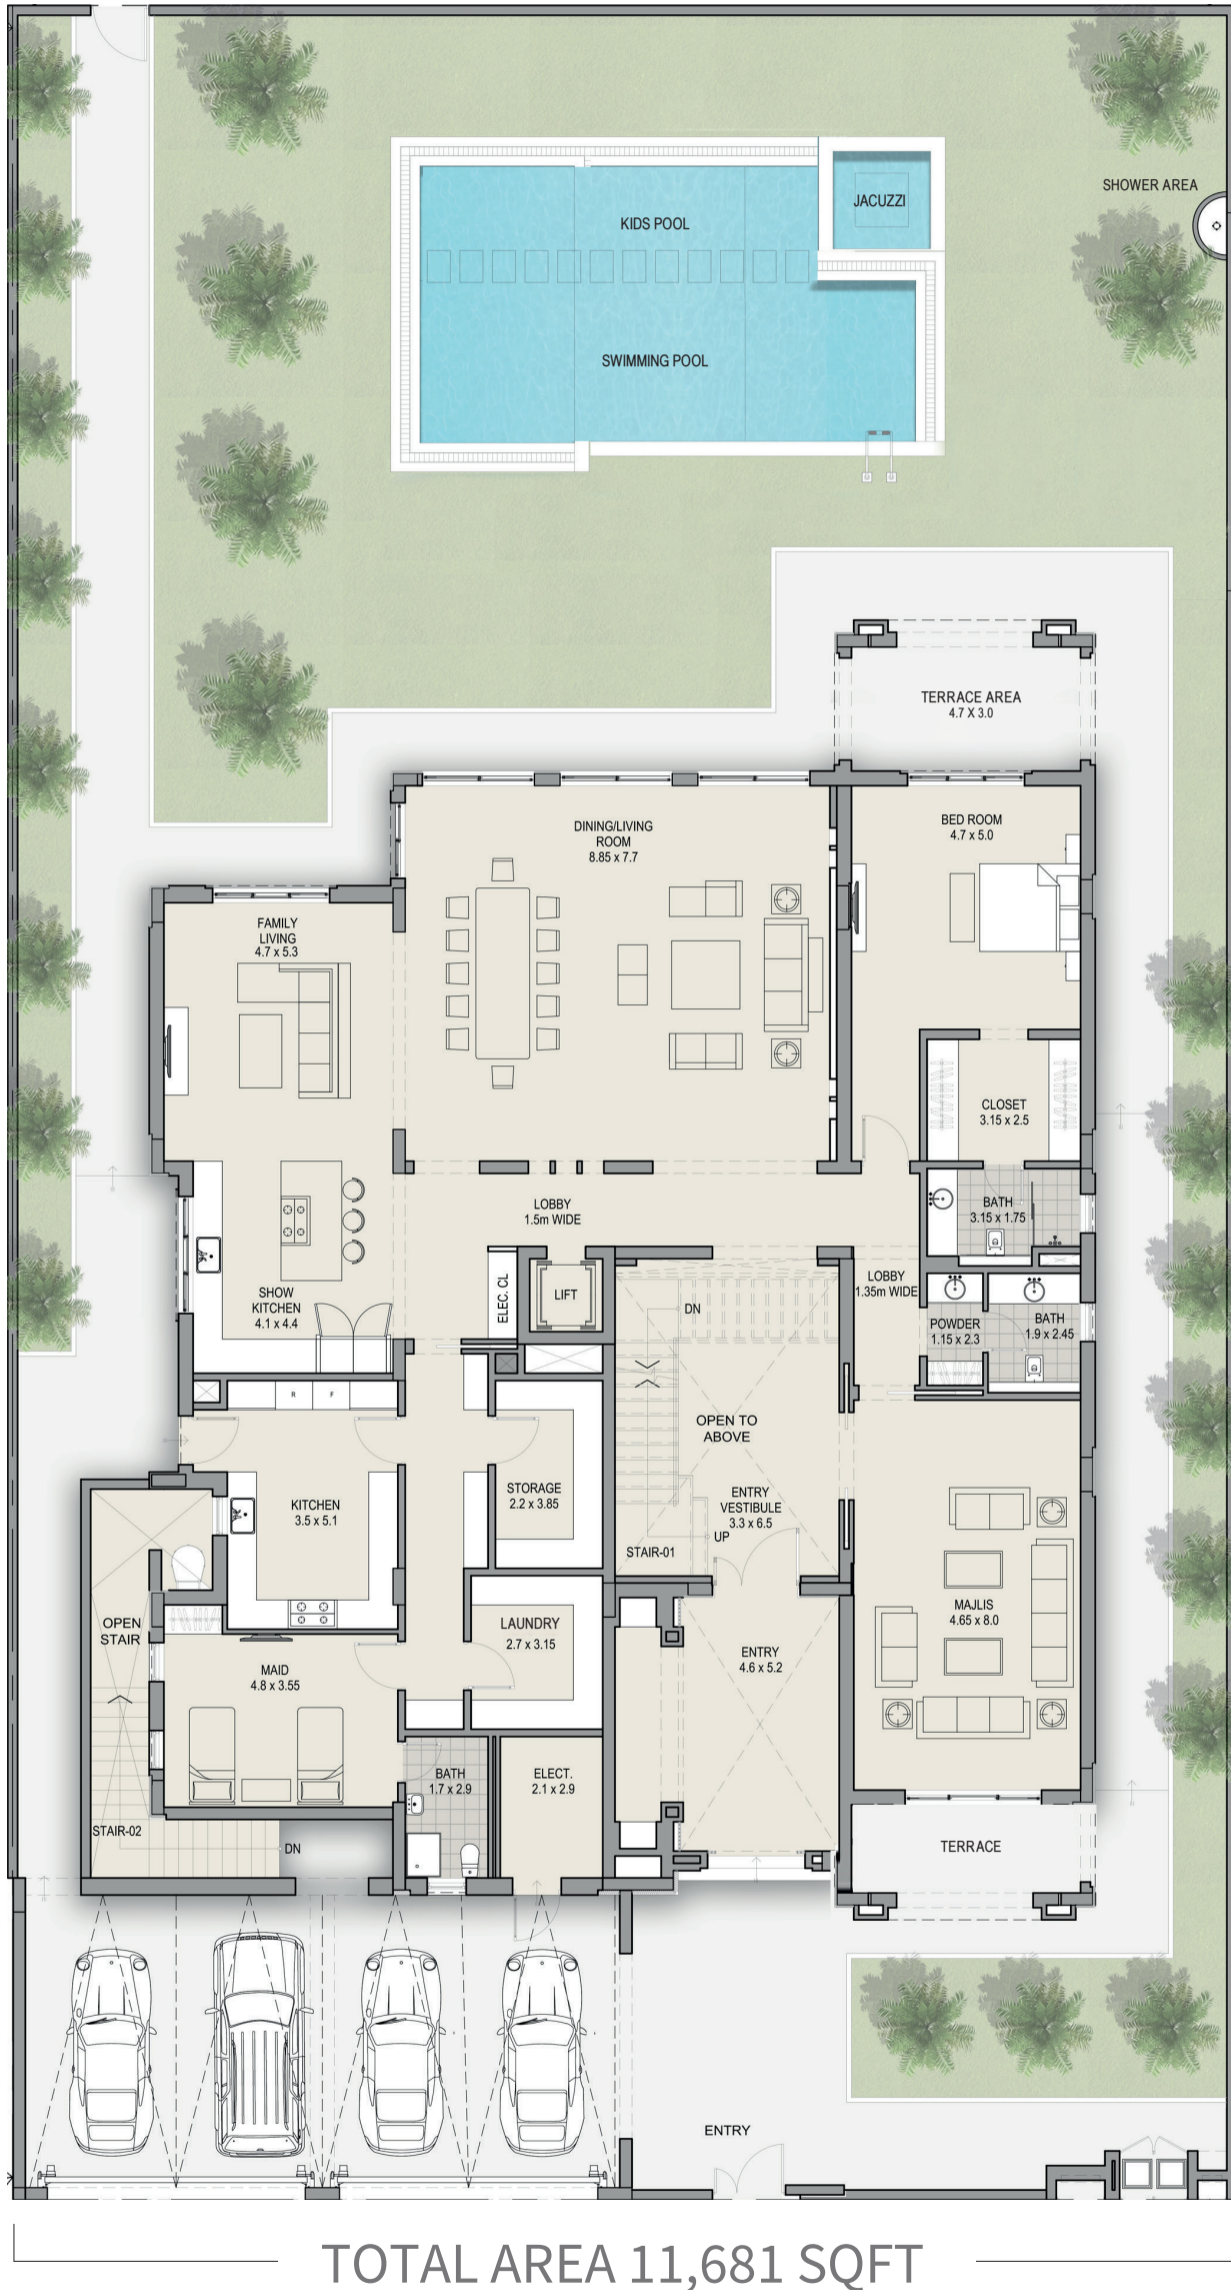 SHOWER AREA
JACUZZI
KIDS POOL
SWIMMING POOL
TERRACE AREA
4.7 X 3.0
DINING/LIVING
ROOM
8.85 x 7.7
BED ROOM
4.7 x 5.0
FAMILY
LIVING
4.7 x 5.3
CLOSET
3.15 x 2.5
LOBBY
1.5m WIDE
BATH
3.15 x 1.75
SHOW
KITCHEN
4.1 x 4.4
ELEC. CL
LIFT
DN
LOBBY
1.35m WIDE
POWDER
1.15 x 2.3
BATH
1.9 x 2.45
R
F
OPEN TO
ABOVE
KITCHEN
3.5 x 5.1
STORAGE
2.2 x 3.85
ENTRY
VESTIBULE
3.3 x 6.5
UP
STAIR-01
OPEN
STAIR
LAUNDRY
2.7 x 3.15
MAJLIS
4.65 x 8.0
ENTRY
4.6 x 5.2
MAID
4.8 x 3.55
BATH
1.7 x 2.9
ELECT.
2.1 x 2.9
STAIR-02
DN
TERRACE
ENTRY
TOTAL AREA 11,681 SQFT